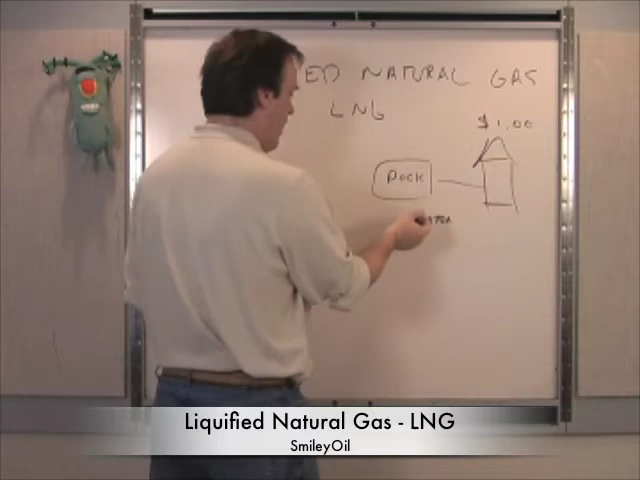 ED NATURAL GAS
LNG
$1.00
ROCK
Liquified Natural Gas - LNG
SmileyOil